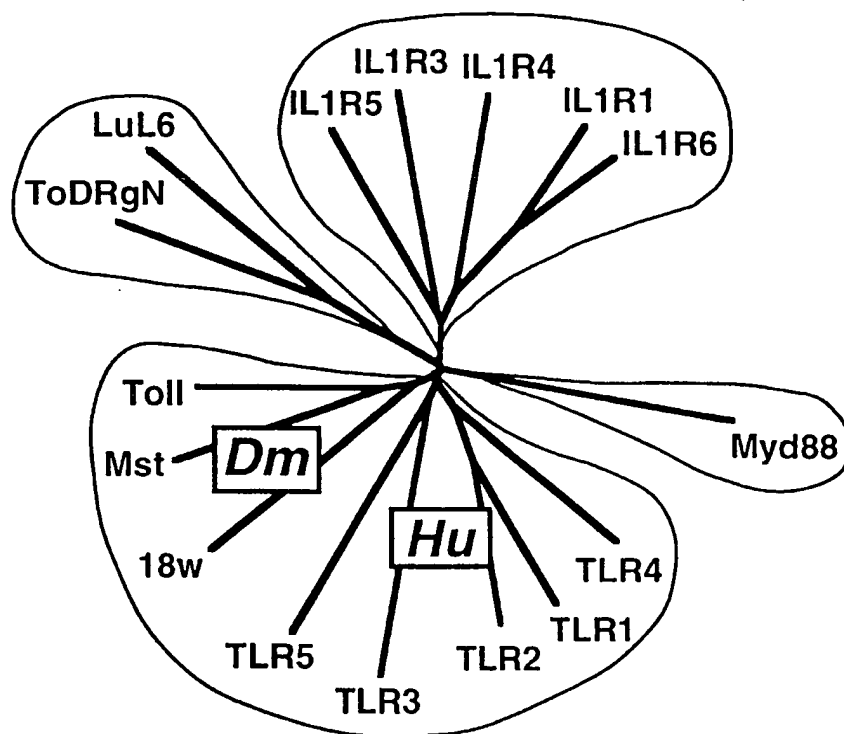 IL1R3
IL1R4
IL1R5
IL1R1
IL1R6
LuL6
ToDRgN
Toll
Mst
Dm
18w
Hu
Myd88
TLR4
TLR1
TLR2
TLR5
TLR3